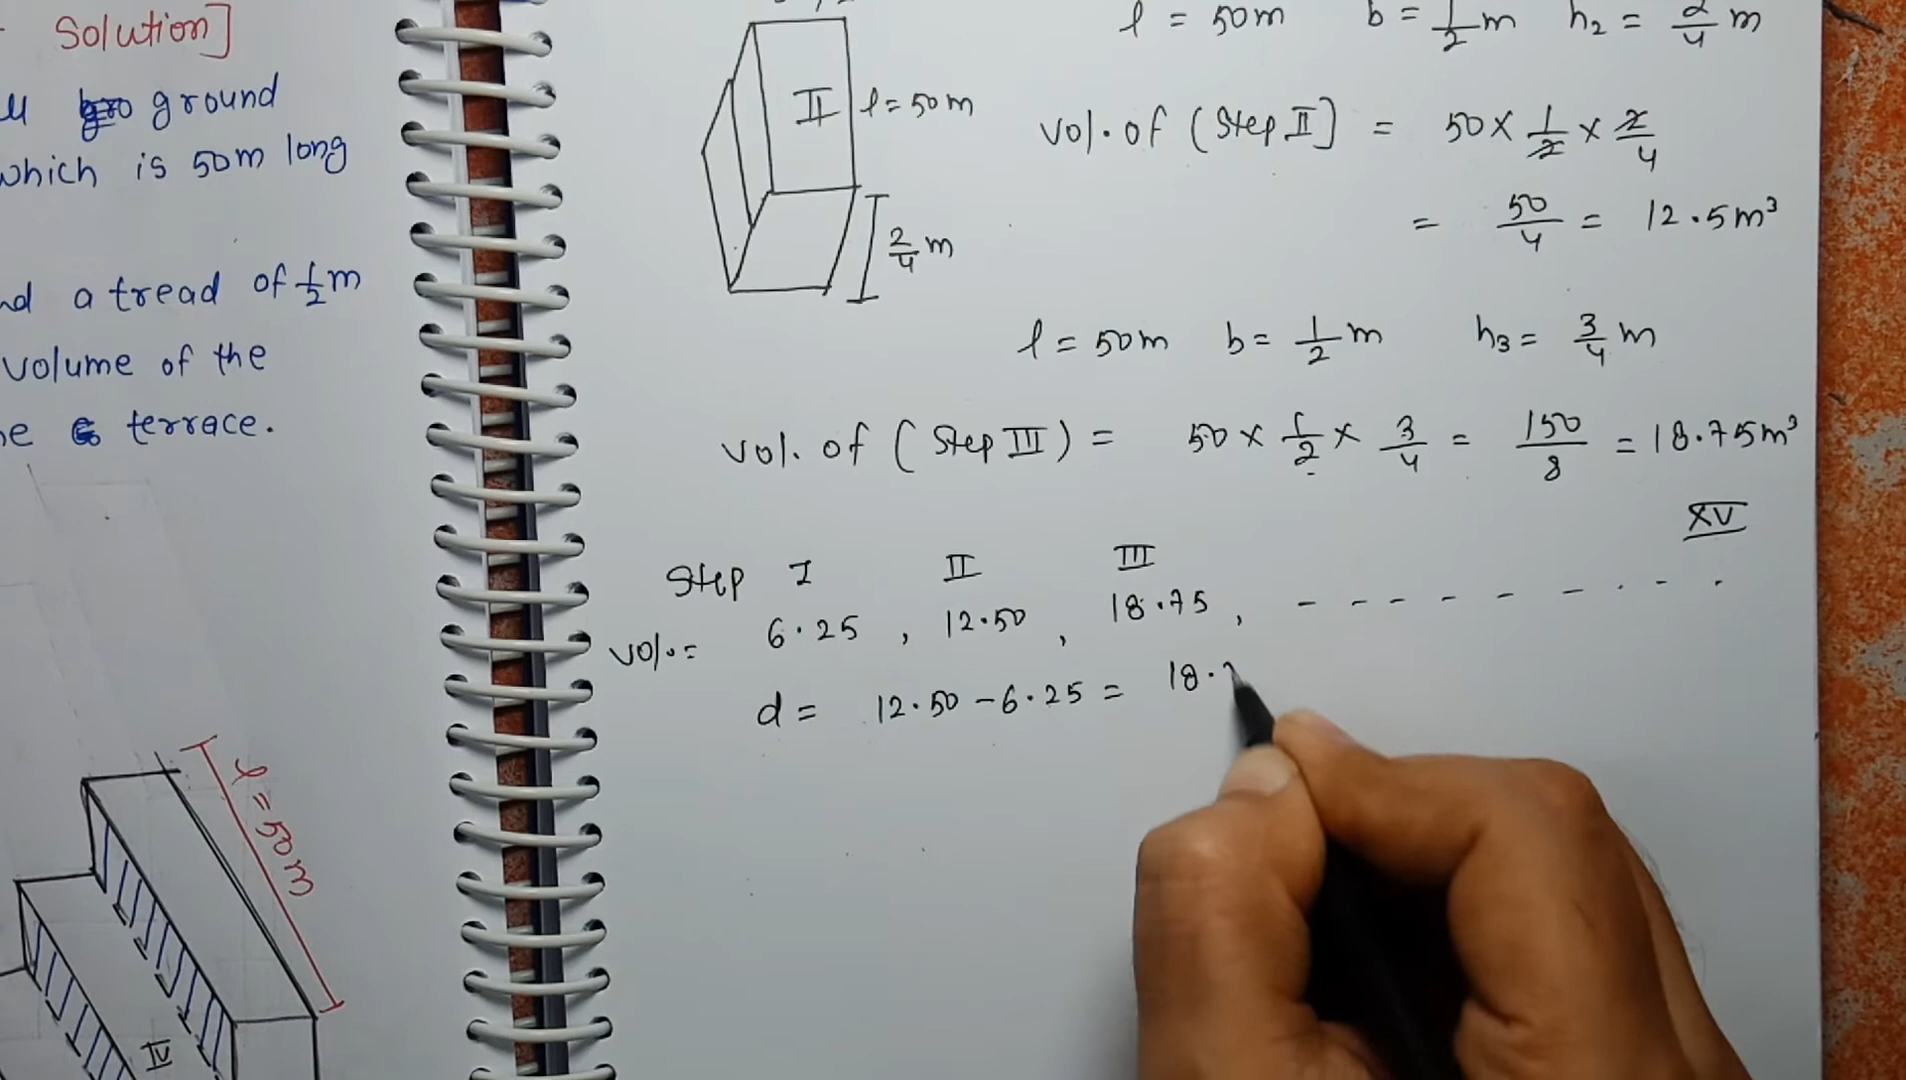 Solution]
ground
which is 50m long
a tread of 1/2 m
volume of the
terrace.
l = 50m
IV
II
l = 50m
2/4 m
l = 50m b = 1/2 m h2 = 2/4 m
Vol. of (Step II] = 50 × 1/2 × 2/4
= 50/4 = 12.5m³
l = 50m b = 1/2 m h3 = 3/4 m
Vol. of (Step III) = 50 × 1/2 × 3/4 = 150/8 = 18.75m³
XV
Step I II III
Vol. = 6.25 , 12.50 , 18.75 , - - - - - - . - .
d = 12.50 - 6.25 = 18.